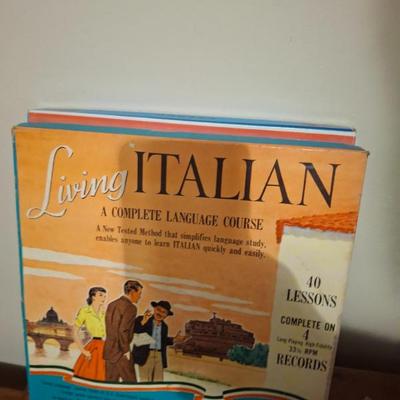 Living ITALIAN
A COMPLETE LANGUAGE COURSE
A New Tested Method that simplifies language study,
enables anyone to learn ITALIAN quickly and easily.
40
LESSONS
COMPLETE ON
4
Long Playing High-Fidelity
33⅓ RPM
RECORDS